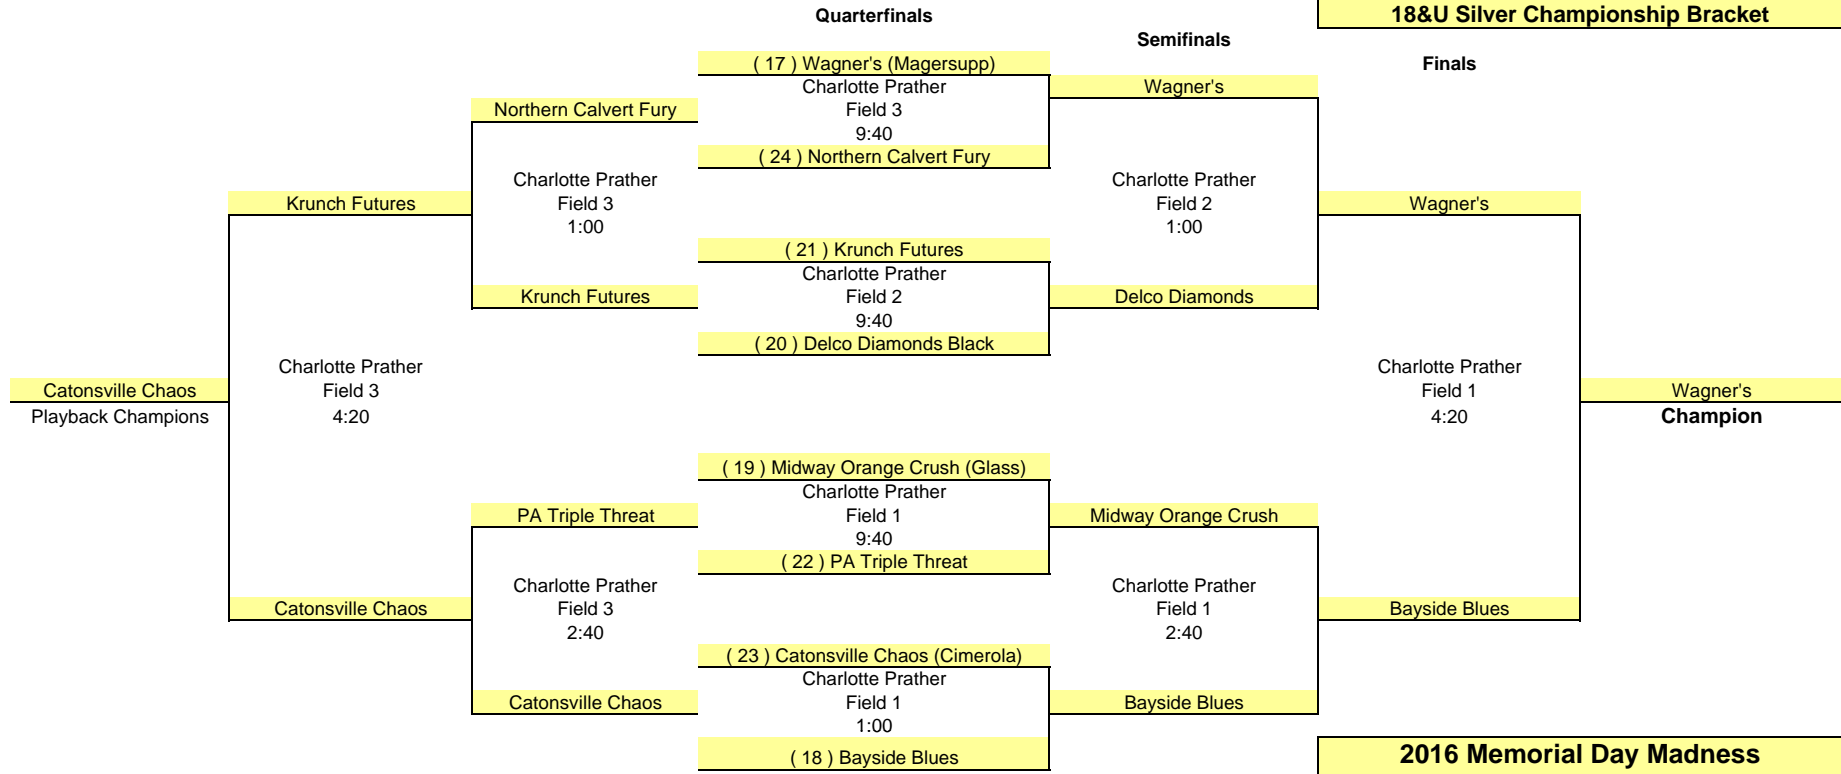 Quarterfinals
18&U Silver Championship Bracket
Semifinals
Finals
( 17 ) Wagner's (Magersupp)
Charlotte Prather
Wagner's
Northern Calvert Fury
Field 3
9:40
( 24 ) Northern Calvert Fury
Charlotte Prather
Field 3
1:00
Charlotte Prather
Field 2
1:00
Krunch Futures
Wagner's
( 21 ) Krunch Futures
Charlotte Prather
Field 2
9:40
Krunch Futures
Delco Diamonds
( 20 ) Delco Diamonds Black
Charlotte Prather
Field 3
4:20
Charlotte Prather
Field 1
4:20
Catonsville Chaos
Playback Champions
Wagner's
Champion
( 19 ) Midway Orange Crush (Glass)
Charlotte Prather
Field 1
9:40
PA Triple Threat
Midway Orange Crush
( 22 ) PA Triple Threat
Charlotte Prather
Field 3
2:40
Charlotte Prather
Field 1
2:40
Catonsville Chaos
Bayside Blues
( 23 ) Catonsville Chaos (Cimerola)
Charlotte Prather
Field 1
1:00
Catonsville Chaos
Bayside Blues
( 18 ) Bayside Blues
2016 Memorial Day Madness